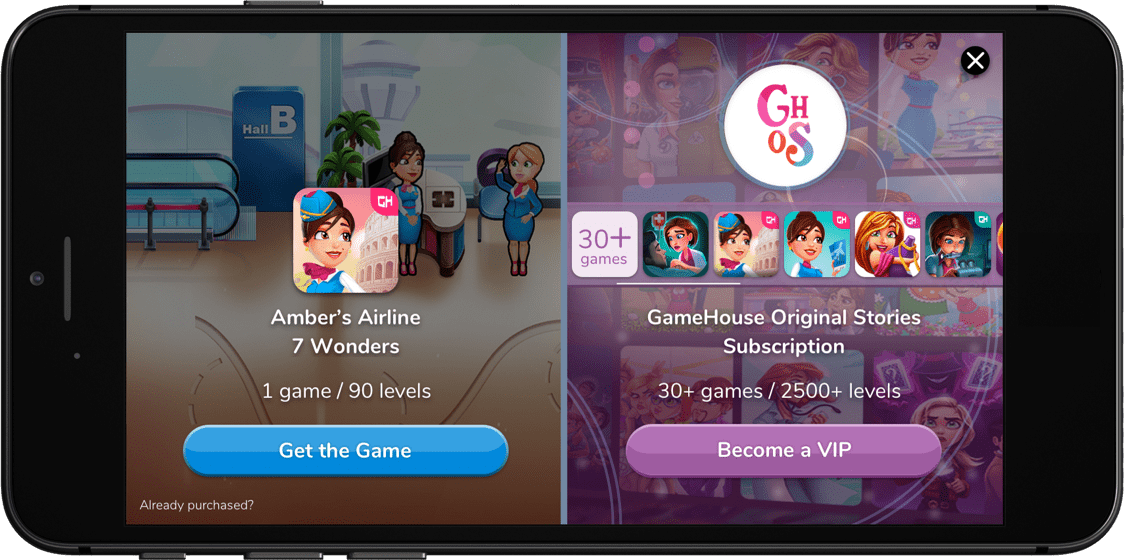 Hall B
GH
Amber's Airline
7 Wonders
1 game / 90 levels
Get the Game
Already purchased?
GH
OS
30+
games
GH
GH
GH
GH
GameHouse Original Stories
Subscription
30+ games / 2500+ levels
Become a VIP